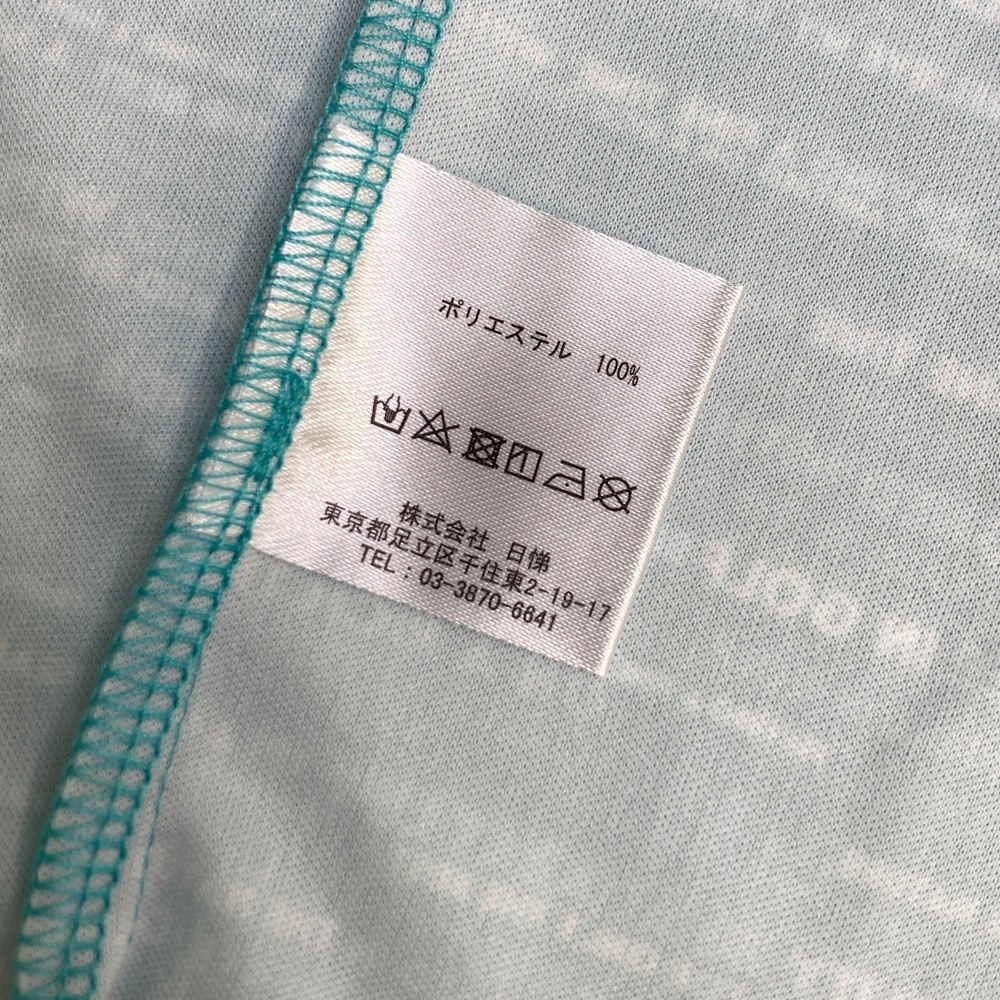 ポリエステル 100%
株式会社 日悌
東京都足立区千住東2-19-17
TEL：03-3870-6641